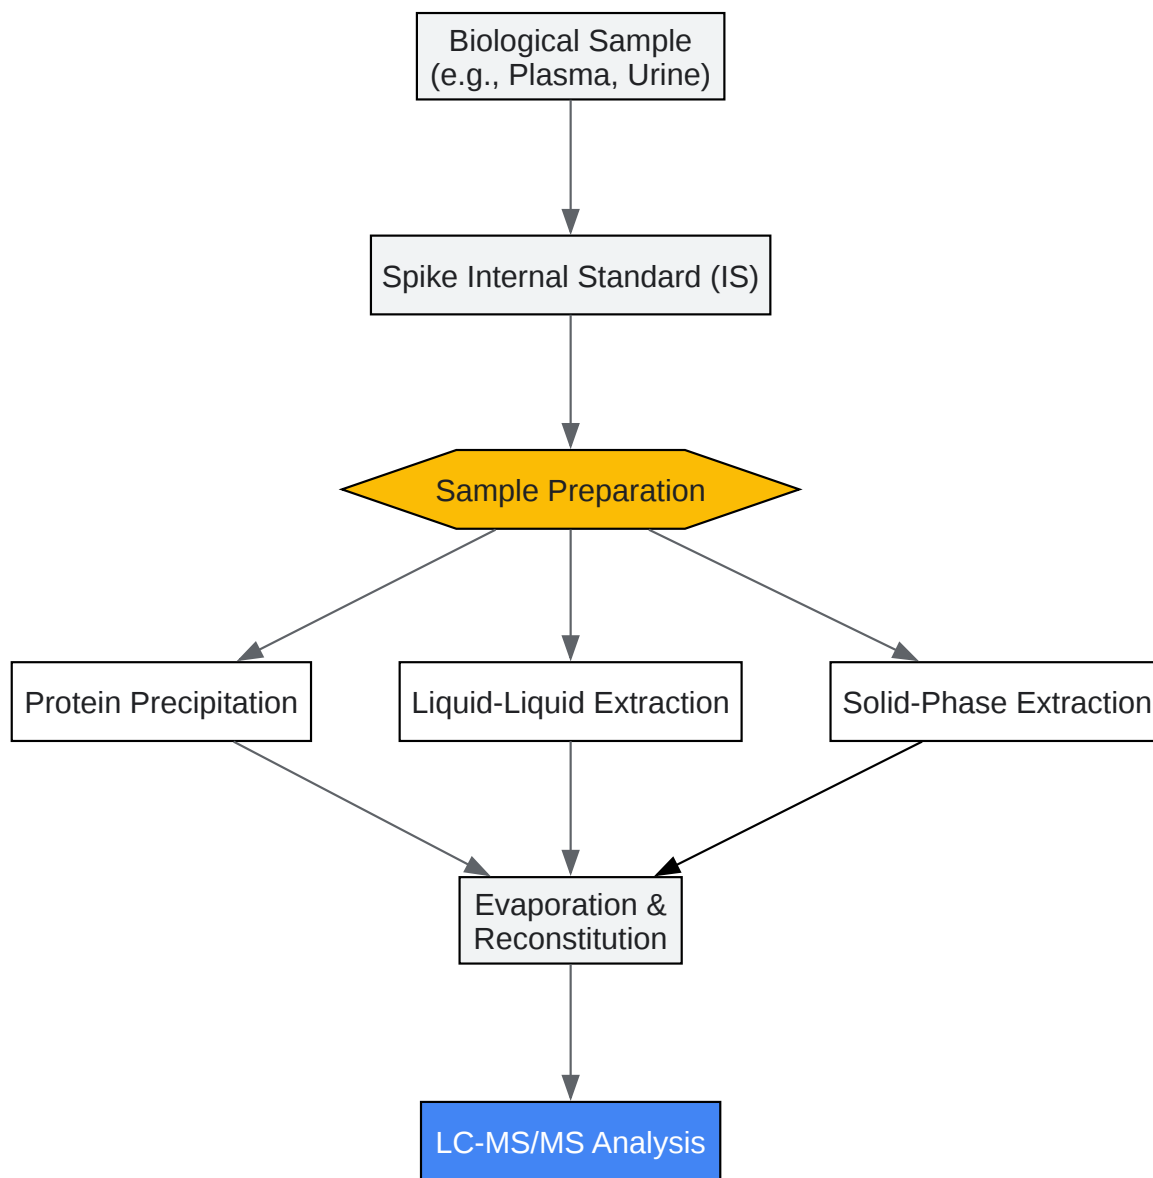 Biological Sample
(e.g., Plasma, Urine)
Spike Internal Standard (IS)
Sample Preparation
Protein Precipitation
Liquid-Liquid Extraction
Solid-Phase Extraction
Evaporation &
Reconstitution
LC-MS/MS Analysis